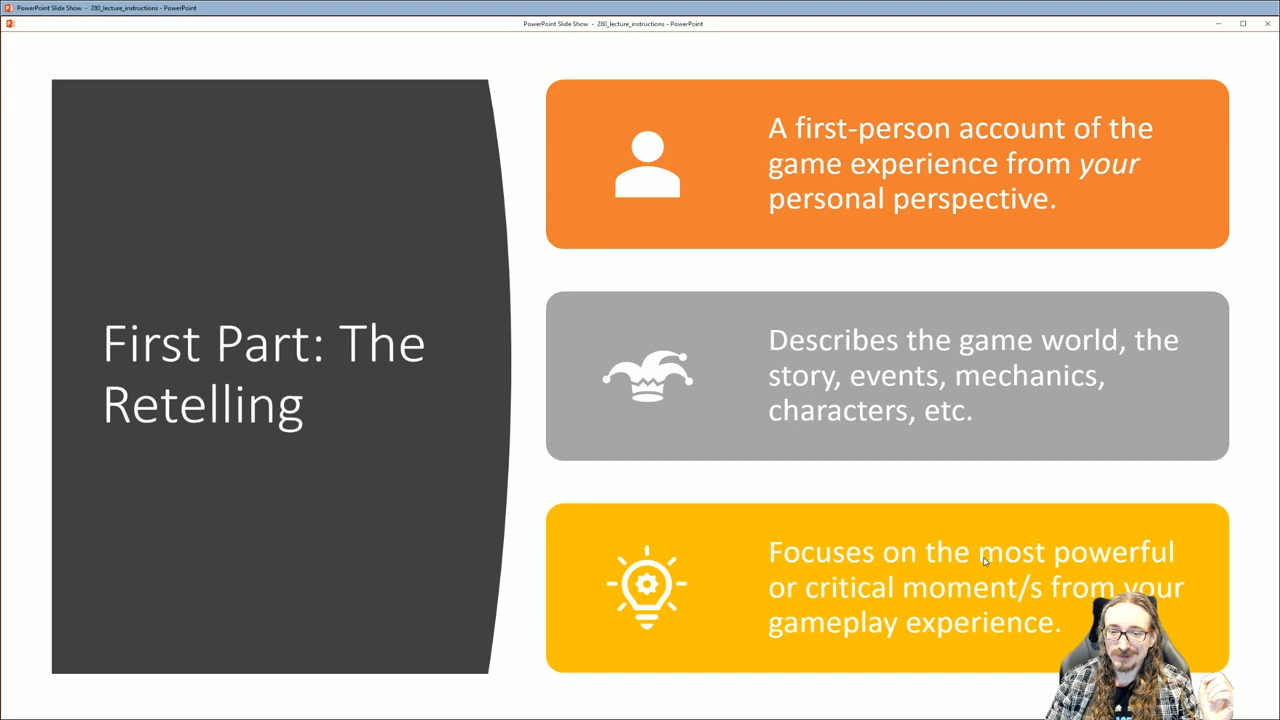 PowerPoint Slide Show - 280_lecture_instructions - PowerPoint
PowerPoint Slide Show - 280_lecture_instructions - PowerPoint
First Part: The
Retelling
A first-person account of the
game experience from your
personal perspective.
Describes the game world, the
story, events, mechanics,
characters, etc.
Focuses on the most powerful
or critical moment/s from your
gameplay experience.